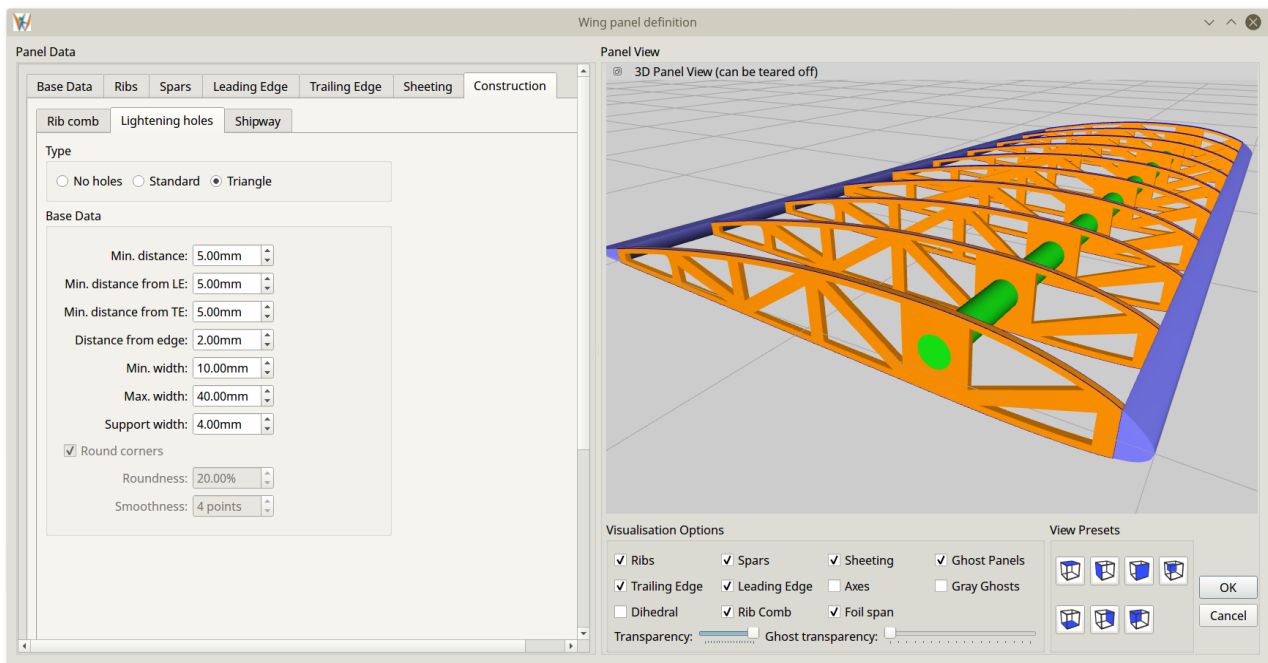 Wing panel definition
Panel Data
Base Data Ribs Spars Leading Edge Trailing Edge Sheeting Construction
Rib comb Lightening holes Shipway
Type
No holes Standard Triangle
Base Data
Min. distance: 5.00mm
Min. distance from LE: 5.00mm
Min. distance from TE: 5.00mm
Distance from edge: 2.00mm
Min. width: 10.00mm
Max. width: 40.00mm
Support width: 4.00mm
Round corners
Roundness: 20.00%
Smoothness: 4 points
Panel View
3D Panel View (can be teared off)
Visualisation Options
Ribs Spars Sheeting Ghost Panels
Trailing Edge Leading Edge Axes Gray Ghosts
Dihedral Rib Comb Foil span
Transparency: Ghost transparency:
View Presets
OK
Cancel